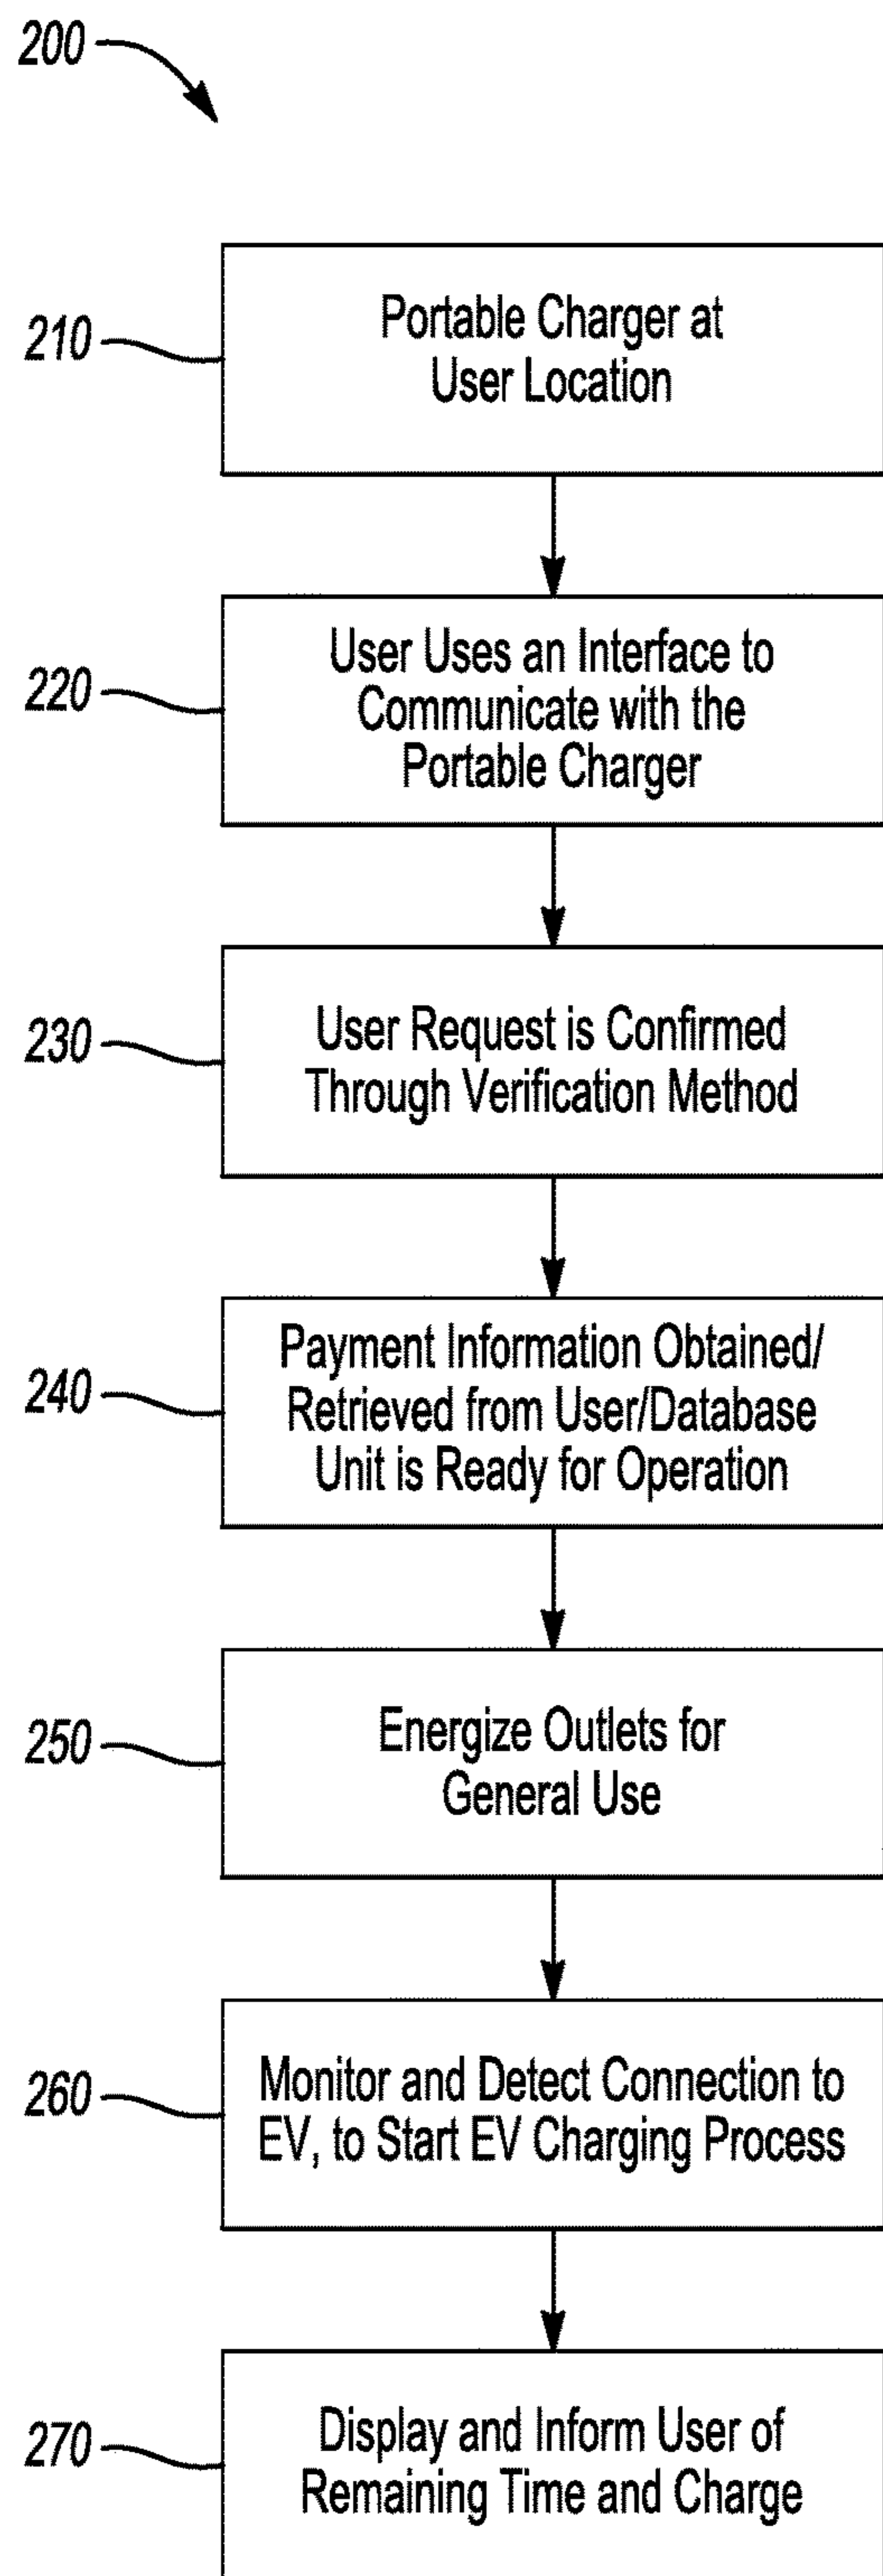 200
210
Portable Charger at
User Location
220
User Uses an Interface to
Communicate with the
Portable Charger
230
User Request is Confirmed
Through Verification Method
240
Payment Information Obtained/
Retrieved from User/Database
Unit is Ready for Operation
250
Energize Outlets for
General Use
260
Monitor and Detect Connection to
EV, to Start EV Charging Process
270
Display and Inform User of
Remaining Time and Charge